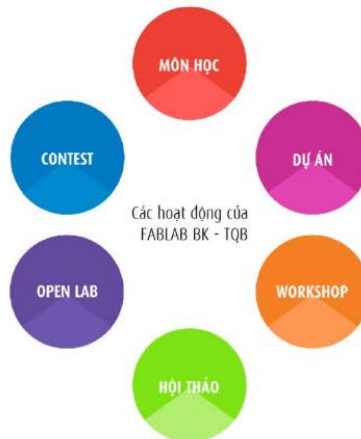 MÔN HỌC
CONTEST
DỰ ÁN
Các hoạt động của
FABLAB BK - TQB
OPEN LAB
WORKSHOP
HỘI THẢO